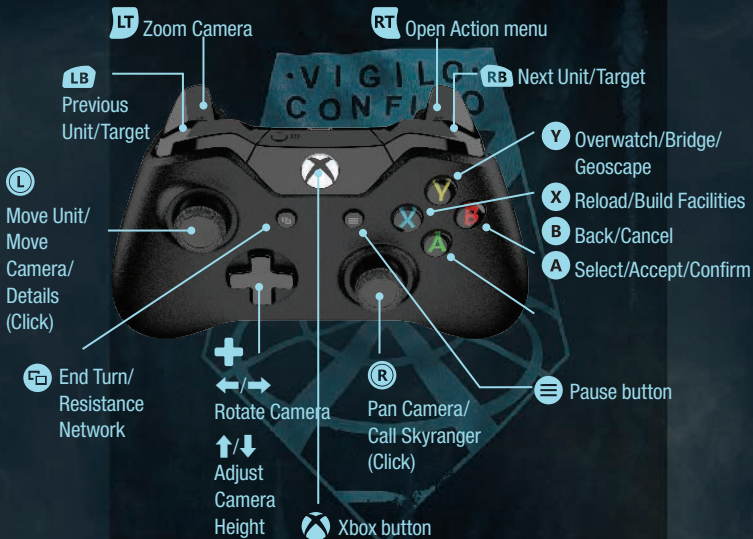 LT Zoom Camera
RT Open Action menu
LB
Previous
Unit/Target
·VIGILO·
CONFIDO
RB Next Unit/Target
Y Overwatch/Bridge/
Geoscape
X Reload/Build Facilities
B Back/Cancel
A Select/Accept/Confirm
L
Move Unit/
Move
Camera/
Details
(Click)
Y
X
B
A
End Turn/
Resistance
Network
←/→
Rotate Camera
↑/↓
Adjust
Camera
Height
R
Pan Camera/
Call Skyranger
(Click)
Pause button
Xbox button